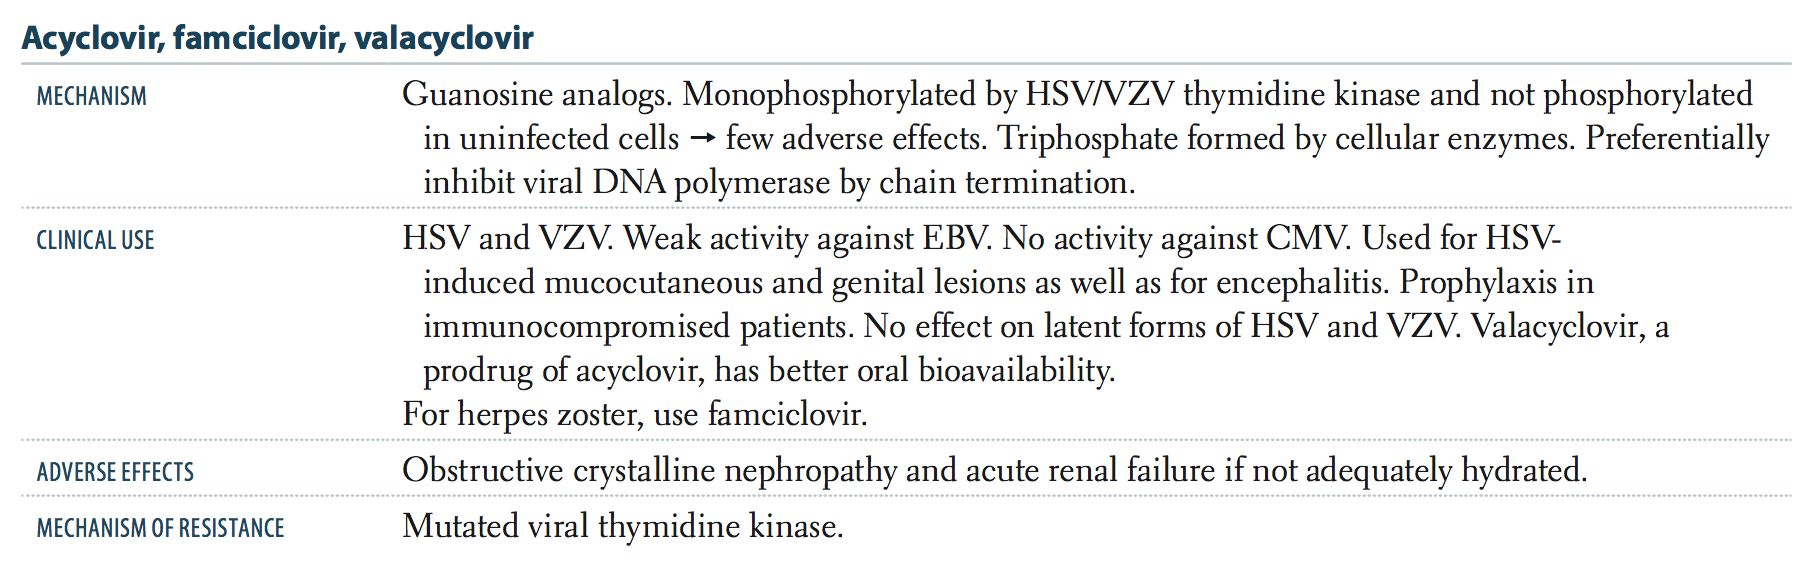 Acyclovir, famciclovir, valacyclovir
MECHANISM
Guanosine analogs. Monophosphorylated by HSV/VZV thymidine kinase and not phosphorylated
in uninfected cells → few adverse effects. Triphosphate formed by cellular enzymes. Preferentially
inhibit viral DNA polymerase by chain termination.
CLINICAL USE
HSV and VZV. Weak activity against EBV. No activity against CMV. Used for HSV-
induced mucocutaneous and genital lesions as well as for encephalitis. Prophylaxis in
immunocompromised patients. No effect on latent forms of HSV and VZV. Valacyclovir, a
prodrug of acyclovir, has better oral bioavailability.
For herpes zoster, use famciclovir.
ADVERSE EFFECTS
Obstructive crystalline nephropathy and acute renal failure if not adequately hydrated.
MECHANISM OF RESISTANCE
Mutated viral thymidine kinase.